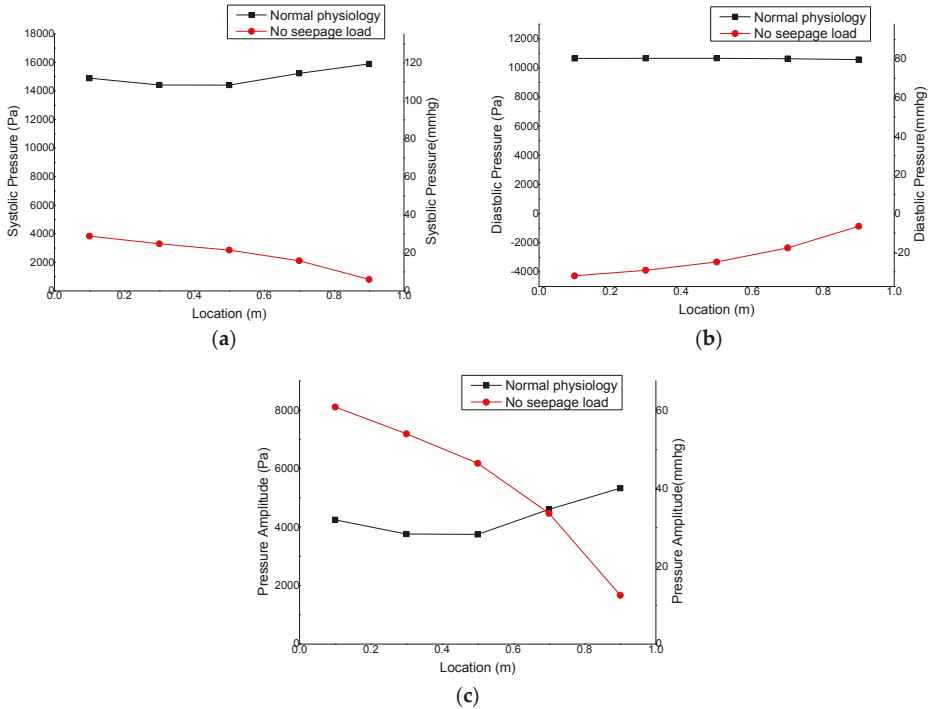 Normal physiology
No seepage load
18000
16000
14000
12000
10000
8000
6000
4000
2000
0
Systolic Pressure (Pa)
120
100
80
60
40
20
0
Systolic Pressure(mmhg)
0.0 0.2 0.4 0.6 0.8 1.0
Location (m)
(a)
Normal physiology
No seepage load
12000
10000
8000
6000
4000
2000
0
-2000
-4000
Diastolic Pressure (Pa)
80
60
40
20
0
20
Diastolic Pressure(mmhg)
0.0 0.2 0.4 0.6 0.8 1.0
Location (m)
(b)
Normal physiology
No seepage load
8000
6000
4000
2000
0
Pressure Amplitude (Pa)
60
40
20
0
Pressure Amplitude(mmhg)
0.0 0.2 0.4 0.6 0.8 1.0
Location (m)
(c)